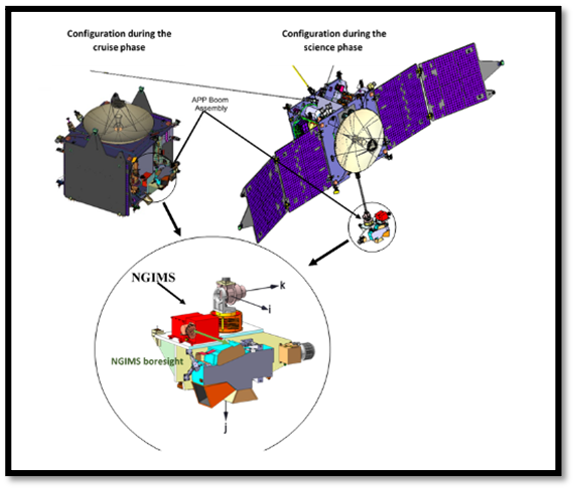 Configuration during the
cruise phase
Configuration during the
science phase
APP Boom
Assembly
NGIMS
k
i
NGIMS boresight
j